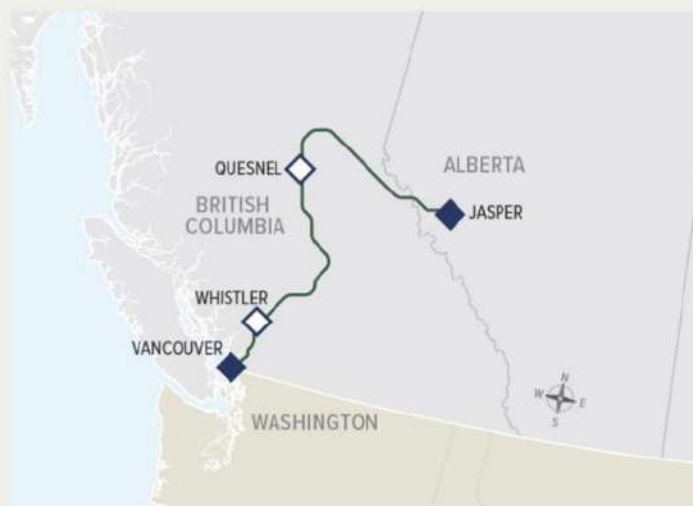 QUESNEL
ALBERTA
BRITISH
COLUMBIA
JASPER
WHISTLER
VANCOUVER
WASHINGTON
N
W E
S